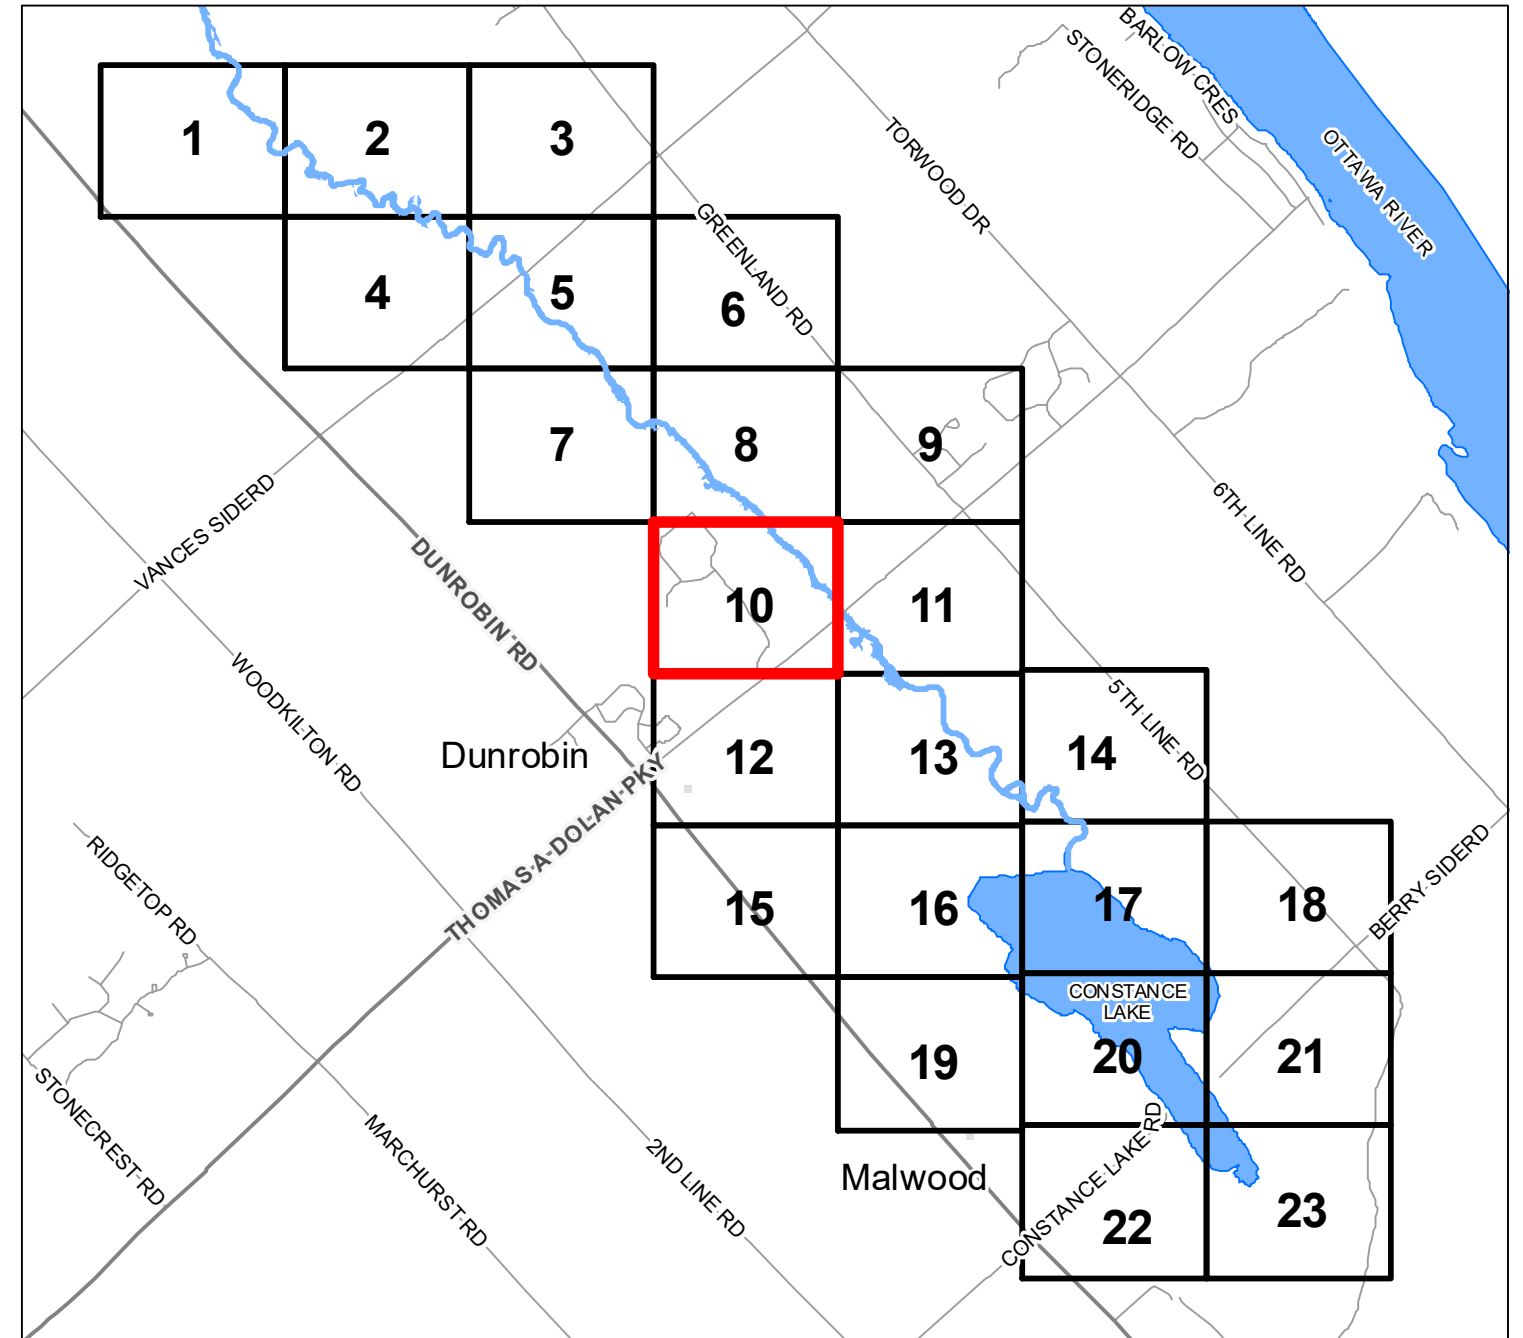 BARLOW CRES
STONERIDGE RD
OTTAWA RIVER
TORWOOD DR
1
2
3
GREENLAND RD
4
5
6
7
8
9
VANCES SIDERD
DUNROBIN RD
6TH LINE RD
10
11
WOODKILTON RD
5TH LINE RD
Dunrobin
12
13
14
THOMAS A DOLAN PKY
RIDGETOP RD
BERRY SIDERD
15
16
17
18
CONSTANCE
LAKE
19
20
21
STONECREST RD
MARCHURST RD
2ND LINE RD
Malwood
CONSTANCE LAKE RD
22
23